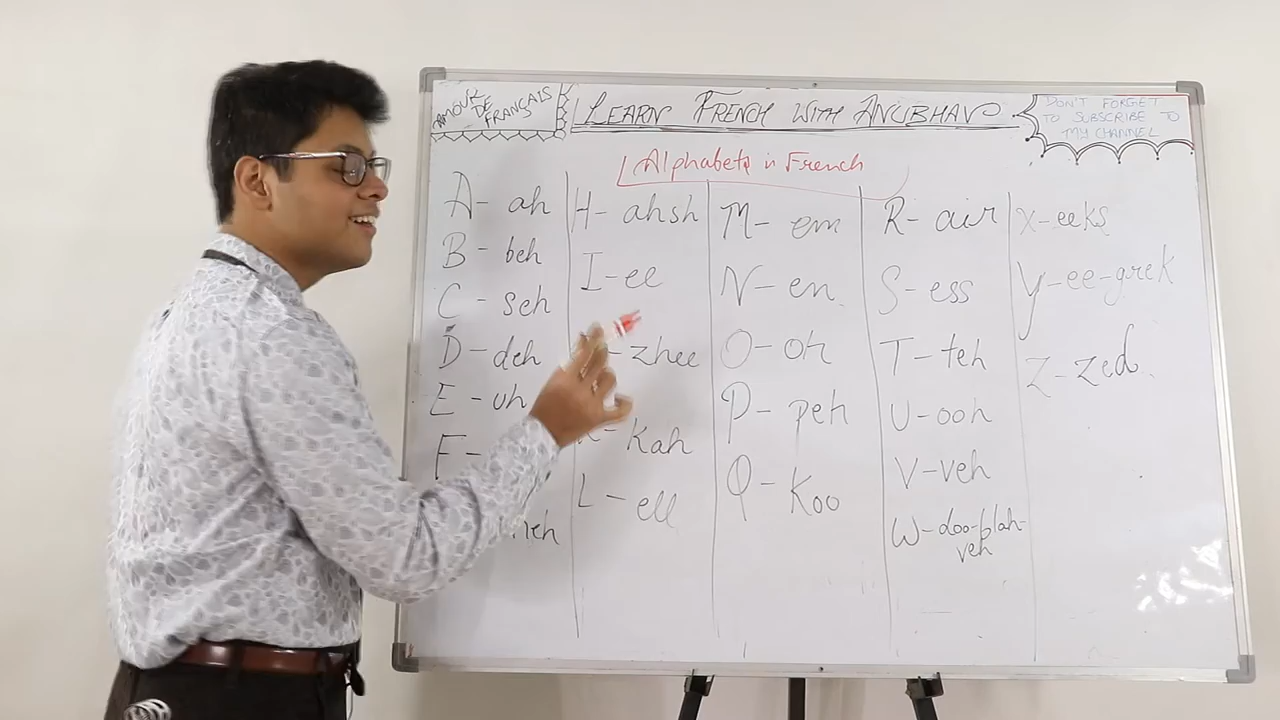 AMOUR
DE
FRANÇAIS
LEARN FRENCH WITH ANUBHAV
DON'T FORGET
TO SUBSCRIBE TO
MY CHANNEL
Alphabets in French
A- ah
B - beh
C - seh
D - deh
E - uh
F -
H- ahsh
I- ee
- zhee
K- kah
L- ell
M- em
N- en
O- oh
P- peh
Q- koo
R- air
S- ess
T- teh
U- ooh
V- veh
W- doo-blah-
veh
X- eeks
Y- ee-grek
Z- zed